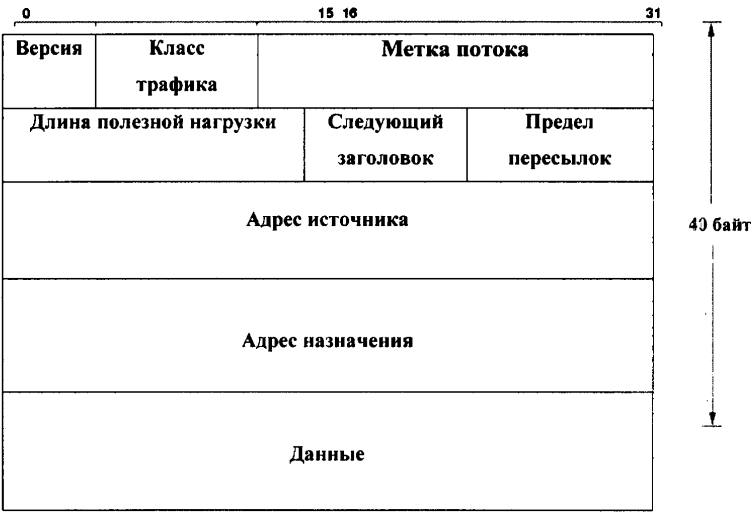 0 15 16 31
Версия Класс Метка потока
трафика
Длина полезной нагрузки Следующий Предел
заголовок пересылок
Адрес источника
40 байт
Адрес назначения
Данные